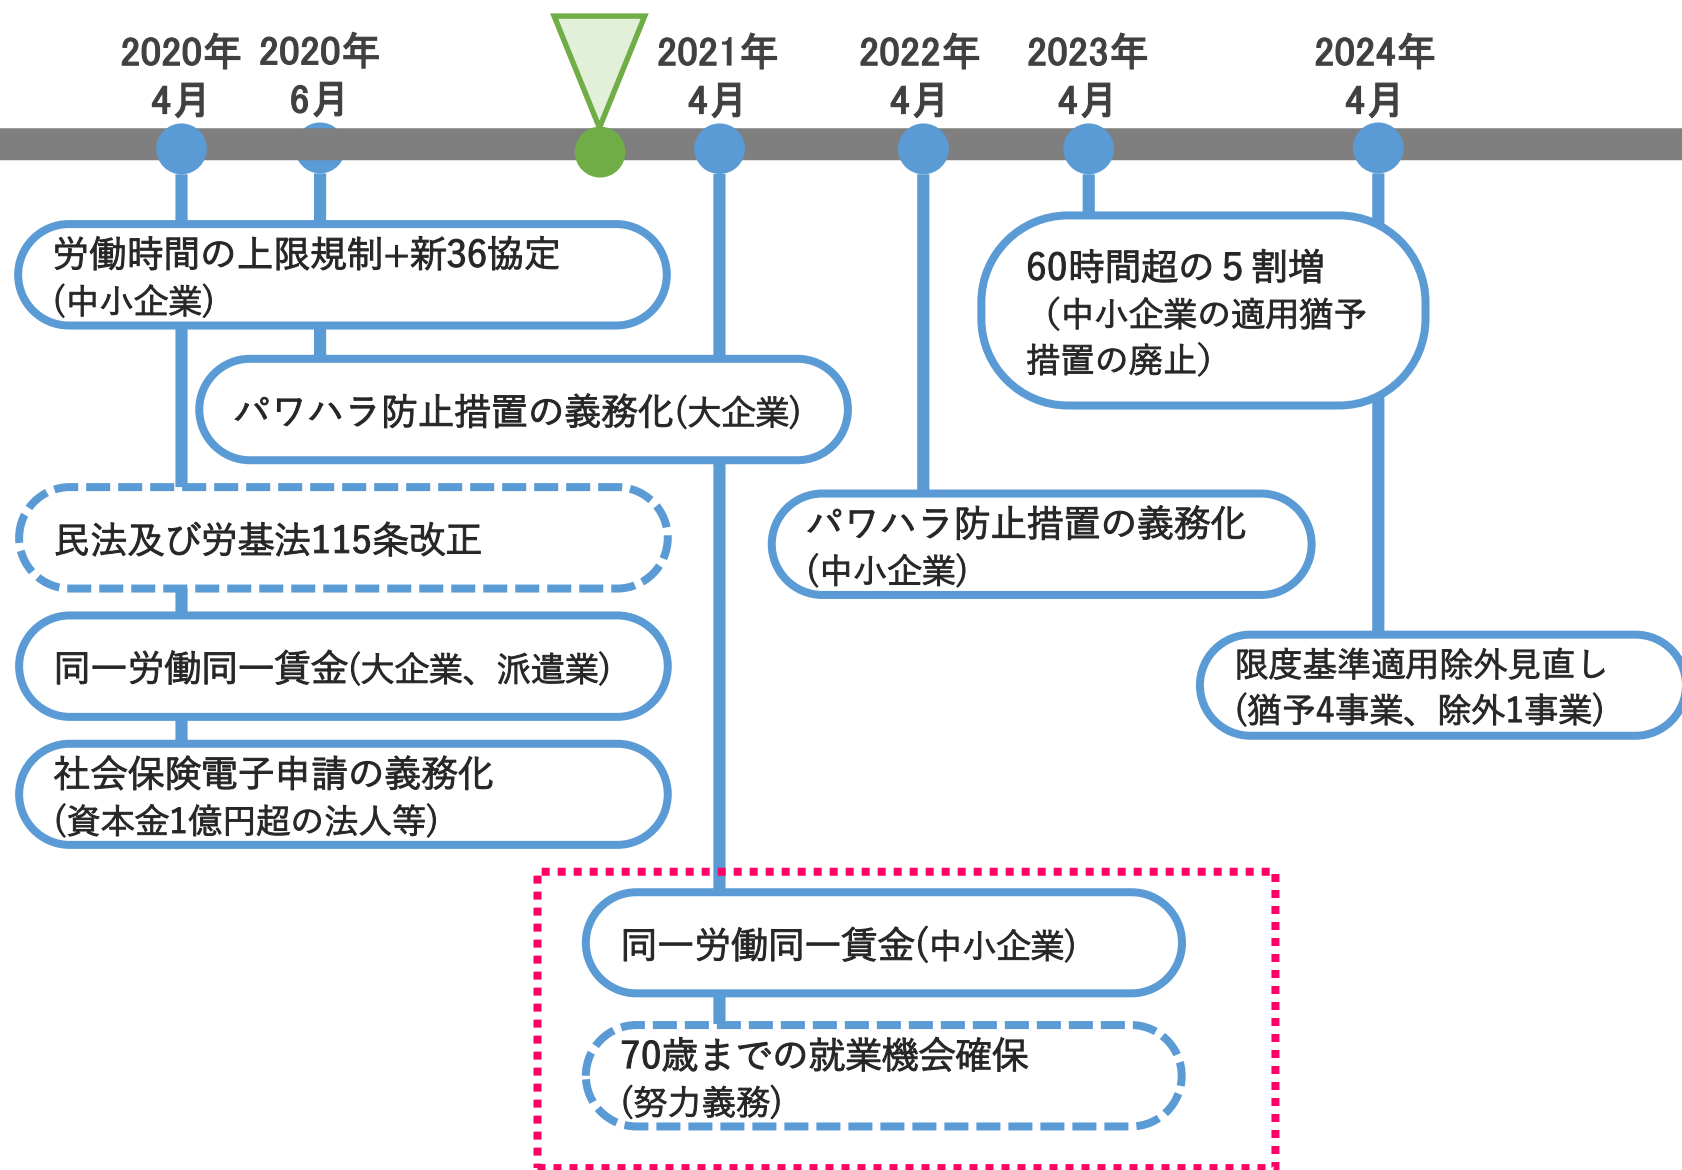 2020年
4月
2020年
6月
2021年
4月
2022年
4月
2023年
4月
2024年
4月
労働時間の上限規制+新36協定
(中小企業)
パワハラ防止措置の義務化(大企業)
民法及び労基法115条改正
同一労働同一賃金(大企業、派遣業)
社会保険電子申請の義務化
(資本金1億円超の法人等)
同一労働同一賃金(中小企業)
70歳までの就業機会確保
(努力義務)
パワハラ防止措置の義務化
(中小企業)
60時間超の５割増
（中小企業の適用猶予
措置の廃止）
限度基準適用除外見直し
(猶予4事業、除外1事業)